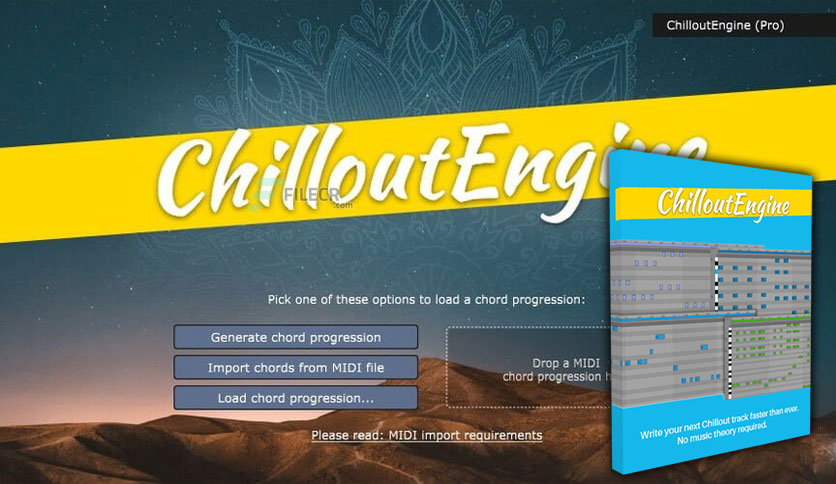 ChilloutEngine (Pro)
ChilloutEngine
FILECR
.com
Pick one of these options to load a chord progression:
Generate chord progression
Import chords from MIDI file
Load chord progression...
Drop a MIDI
chord progression h
Please read: MIDI import requirements
ChilloutEngine
Write your next Chillout track faster than ever.
No music theory required.